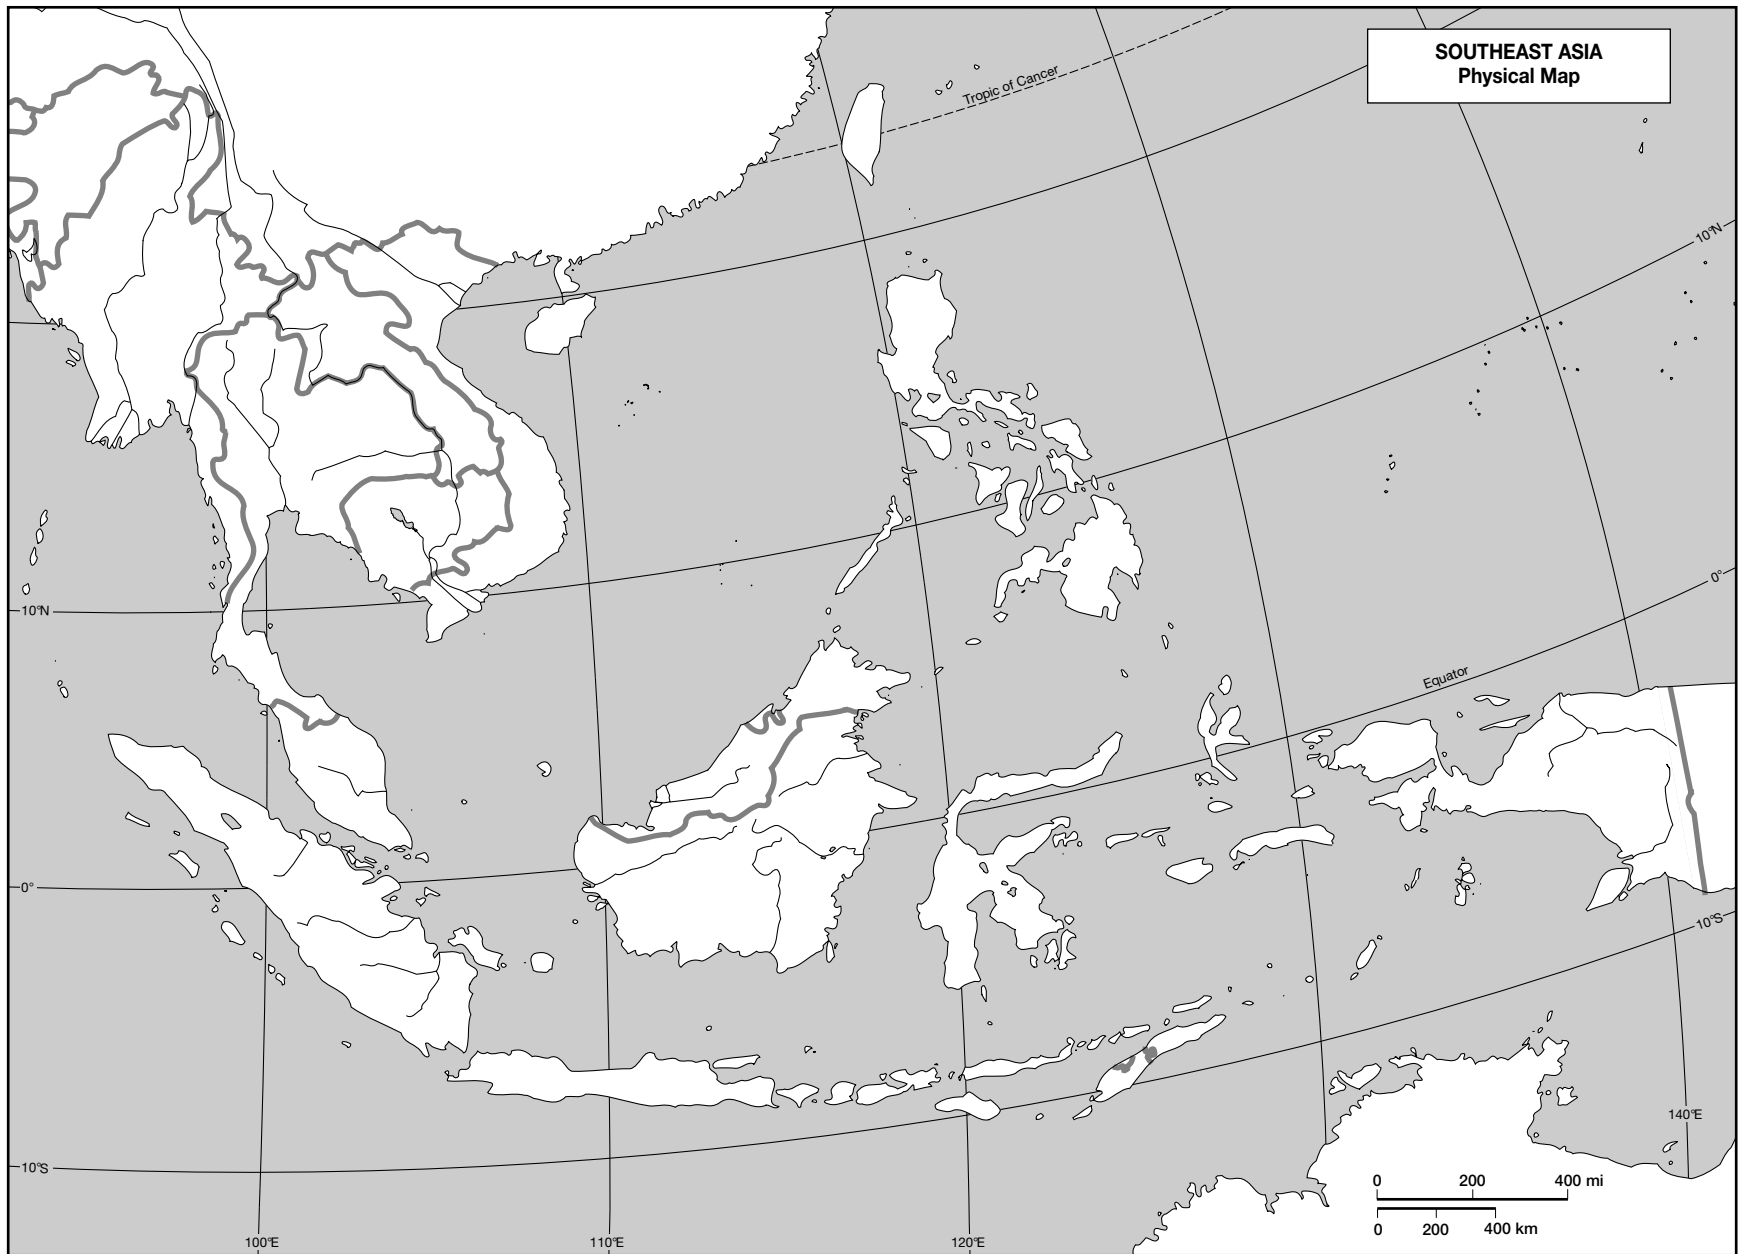 SOUTHEAST ASIA
Physical Map
Tropic of Cancer
10°N
0°
Equator
10°N
0°
10°S
10°S
140°E
0 200 400 mi
0 200 400 km
100°E 110°E 120°E